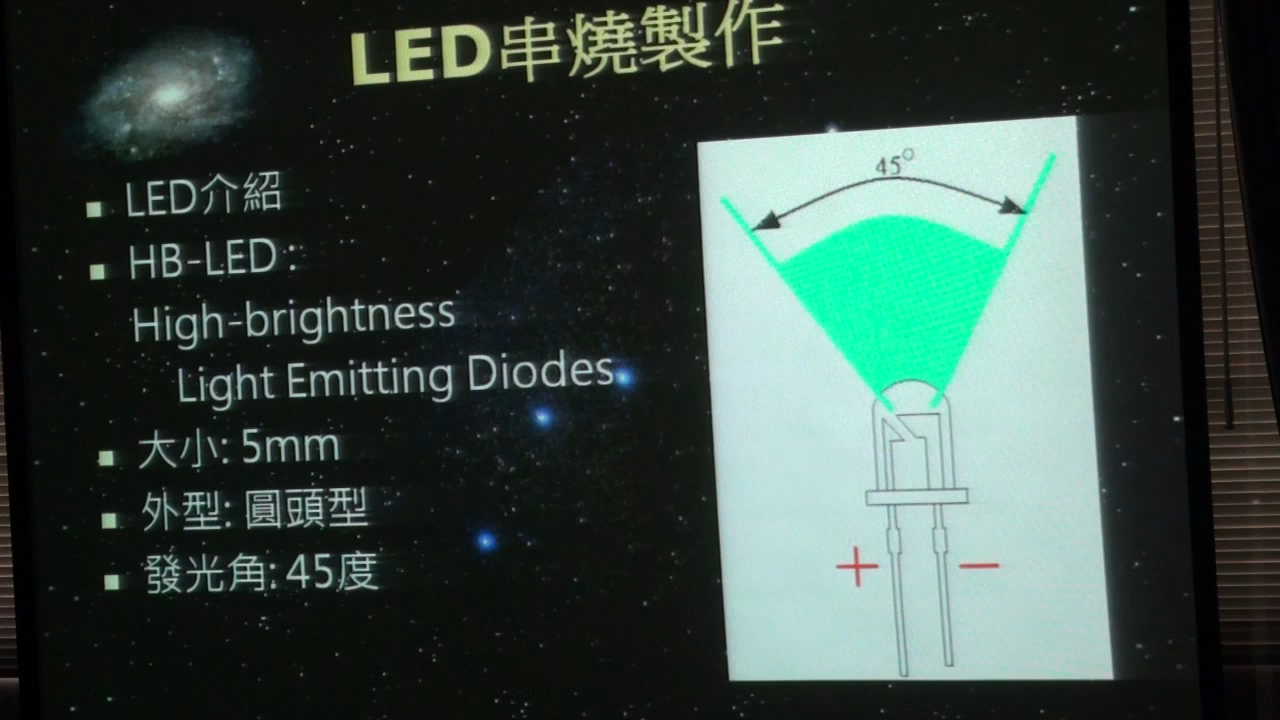 LED串燒製作
LED介紹
HB-LED :
High-brightness
Light Emitting Diodes
大小: 5mm
外型: 圓頭型
發光角: 45度
45°
+ −